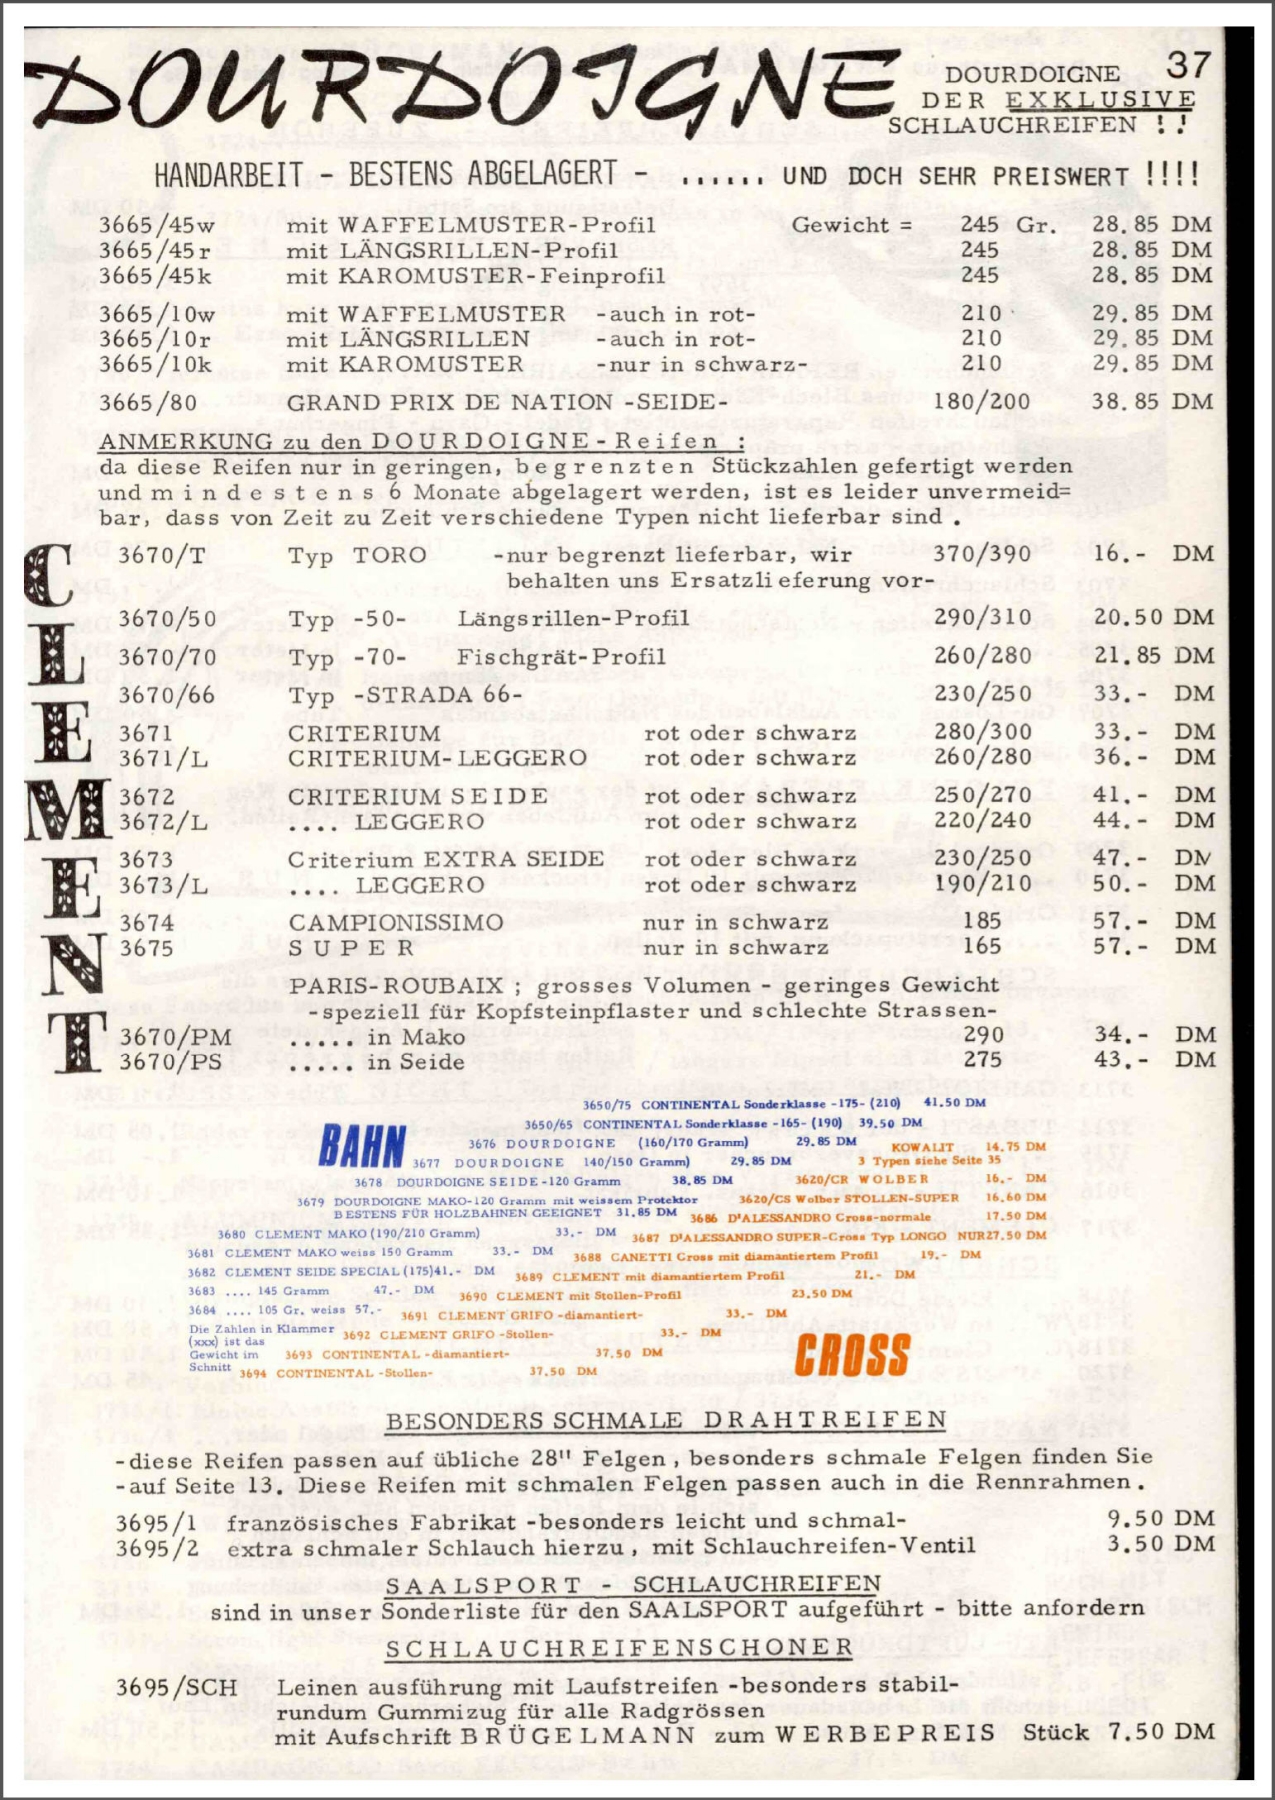 DOURDOIGNE
DOURDOIGNE 37
DER EXKLUSIVE
SCHLAUCHREIFEN !!
HANDARBEIT - BESTENS ABGELAGERT - ...... UND DOCH SEHR PREISWERT !!!!
3665/45w mit WAFFELMUSTER-Profil Gewicht = 245 Gr. 28.85 DM
3665/45r mit LÄNGSRILLEN-Profil 245 28.85 DM
3665/45k mit KAROMUSTER-Feinprofil 245 28.85 DM
3665/10w mit WAFFELMUSTER -auch in rot- 210 29.85 DM
3665/10r mit LÄNGSRILLEN -auch in rot- 210 29.85 DM
3665/10k mit KAROMUSTER -nur in schwarz- 210 29.85 DM
3665/80 GRAND PRIX DE NATION -SEIDE- 180/200 38.85 DM
ANMERKUNG zu den DOURDOIGNE-Reifen :
da diese Reifen nur in geringen, begrenzten Stückzahlen gefertigt werden
und mindestens 6 Monate abgelagert werden, ist es leider unvermeid=
bar, dass von Zeit zu Zeit verschiedene Typen nicht lieferbar sind .
CLEMENT
3670/T Typ TORO -nur begrenzt lieferbar, wir 370/390 16.- DM
behalten uns Ersatzlieferung vor-
3670/50 Typ -50- Längsrillen-Profil 290/310 20.50 DM
3670/70 Typ -70- Fischgrät-Profil 260/280 21.85 DM
3670/66 Typ -STRADA 66- 230/250 33.- DM
3671 CRITERIUM rot oder schwarz 280/300 33.- DM
3671/L CRITERIUM-LEGGERO rot oder schwarz 260/280 36.- DM
3672 CRITERIUM SEIDE rot oder schwarz 250/270 41.- DM
3672/L .... LEGGERO rot oder schwarz 220/240 44.- DM
3673 Criterium EXTRA SEIDE rot oder schwarz 230/250 47.- DM
3673/L .... LEGGERO rot oder schwarz 190/210 50.- DM
3674 CAMPIONISSIMO nur in schwarz 185 57.- DM
3675 SUPER nur in schwarz 165 57.- DM
PARIS-ROUBAIX ; grosses Volumen - geringes Gewicht
-speziell für Kopfsteinpflaster und schlechte Strassen-
3670/PM ..... in Mako 290 34.- DM
3670/PS ..... in Seide 275 43.- DM
BAHN
3650/75 CONTINENTAL Sonderklasse -175- (210) 41.50 DM
3650/65 CONTINENTAL Sonderklasse -165- (190) 39.50 DM
3676 DOURDOIGNE (160/170 Gramm) 29.85 DM
3677 DOURDOIGNE 140/150 Gramm) 29.85 DM
3678 DOURDOIGNE SEIDE-120 Gramm 38.85 DM
3679 DOURDOIGNE MAKO-120 Gramm mit weissem Protektor
BESTENS FÜR HOLZBAHNEN GEEIGNET 31.85 DM
3680 CLEMENT MAKO (190/210 Gramm) 33.- DM
3681 CLEMENT MAKO weiss 150 Gramm 33.- DM
3682 CLEMENT SEIDE SPECIAL (175)41.- DM
3683 .... 145 Gramm 47.- DM
3684 .... 105 Gr. weiss 57.-
Die Zahlen in Klammer
(xxx) ist das
Gewicht im
Schnitt
KOWALIT 14.75 DM
3 Typen siehe Seite 35
3620/CR WOLBER 16.- DM
3620/CS Wolber STOLLEN-SUPER 16.60 DM
3686 D'ALESSANDRO Cross-normale 17.50 DM
3687 D'ALESSANDRO SUPER-Cross Typ LONGO NUR27.50 DM
3688 CANETTI Cross mit diamantiertem Profil 19.- DM
3689 CLEMENT mit diamantiertem Profil 21.- DM
3690 CLEMENT mit Stollen-Profil 23.50 DM
3691 CLEMENT GRIFO -diamantiert- 33.- DM
3692 CLEMENT GRIFO -Stollen- 33.- DM
3693 CONTINENTAL -diamantiert- 37.50 DM
3694 CONTINENTAL -Stollen- 37.50 DM
CROSS
BESONDERS SCHMALE DRAHTREIFEN
-diese Reifen passen auf übliche 28" Felgen, besonders schmale Felgen finden Sie
-auf Seite 13. Diese Reifen mit schmalen Felgen passen auch in die Rennrahmen.
3695/1 französisches Fabrikat -besonders leicht und schmal- 9.50 DM
3695/2 extra schmaler Schlauch hierzu, mit Schlauchreifen-Ventil 3.50 DM
SAALSPORT - SCHLAUCHREIFEN
sind in unser Sonderliste für den SAALSPORT aufgeführt - bitte anfordern
SCHLAUCHREIFENSCHONER
3695/SCH Leinen ausführung mit Laufstreifen -besonders stabil-
rundum Gummizug für alle Radgrössen
mit Aufschrift BRÜGELMANN zum WERBEPREIS Stück 7.50 DM